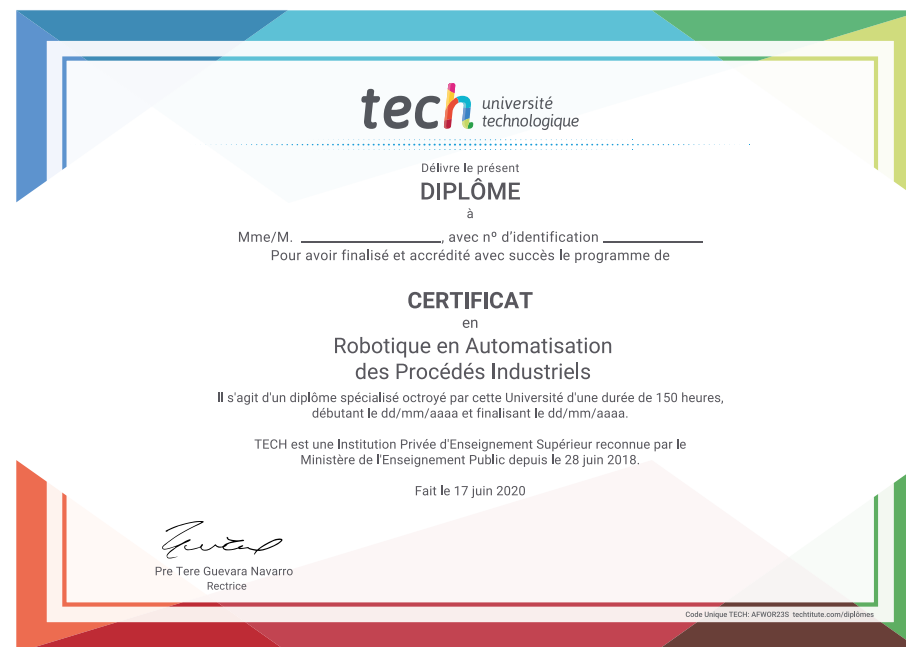 tech université
technologique
Délivre le présent
DIPLÔME
à
Mme/M. ____________________, avec nº d'identification ______________
Pour avoir finalisé et accrédité avec succès le programme de
CERTIFICAT
en
Robotique en Automatisation
des Procédés Industriels
Il s'agit d'un diplôme spécialisé octroyé par cette Université d'une durée de 150 heures,
débutant le dd/mm/aaaa et finalisant le dd/mm/aaaa.
TECH est une Institution Privée d'Enseignement Supérieur reconnue par le
Ministère de l'Enseignement Public depuis le 28 juin 2018.
Fait le 17 juin 2020
Pre Tere Guevara Navarro
Rectrice
Code Unique TECH: AFWOR23S techtitute.com/diplômes